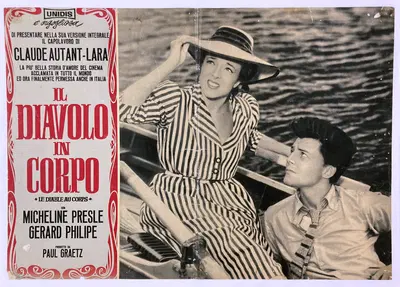 UNIDIS
è orgogliosa
DI PRESENTARE NELLA SUA VERSIONE INTEGRALE
IL CAPOLAVORO DI
CLAUDE AUTANT-LARA
LA PIU' BELLA STORIA D'AMORE DEL CINEMA
ACCLAMATA IN TUTTO IL MONDO
ED ORA FINALMENTE PERMESSA ANCHE IN ITALIA
IL
DIAVOLO
IN
CORPO
"LE DIABLE AU CORPS"
CON
MICHELINE PRESLE
GERARD PHILIPE
PRODOTTO DA
PAUL GRAETZ